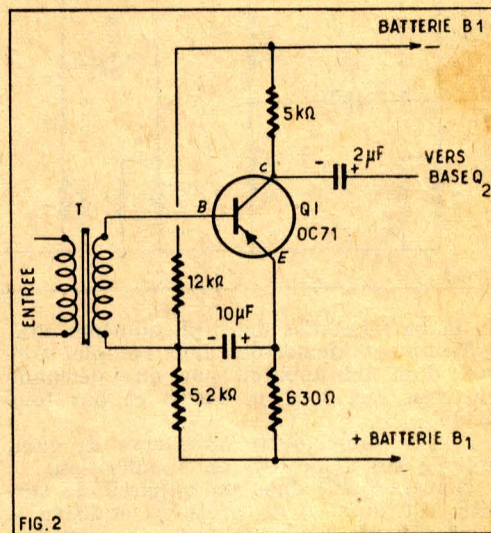 BATTERIE B1
−
5kΩ
2μF
− +
VERS
BASE Q2
C
B
Q1
OC71
E
T
ENTREE
12kΩ
10μF
− +
5,2kΩ
630Ω
+ BATTERIE B1
FIG.2